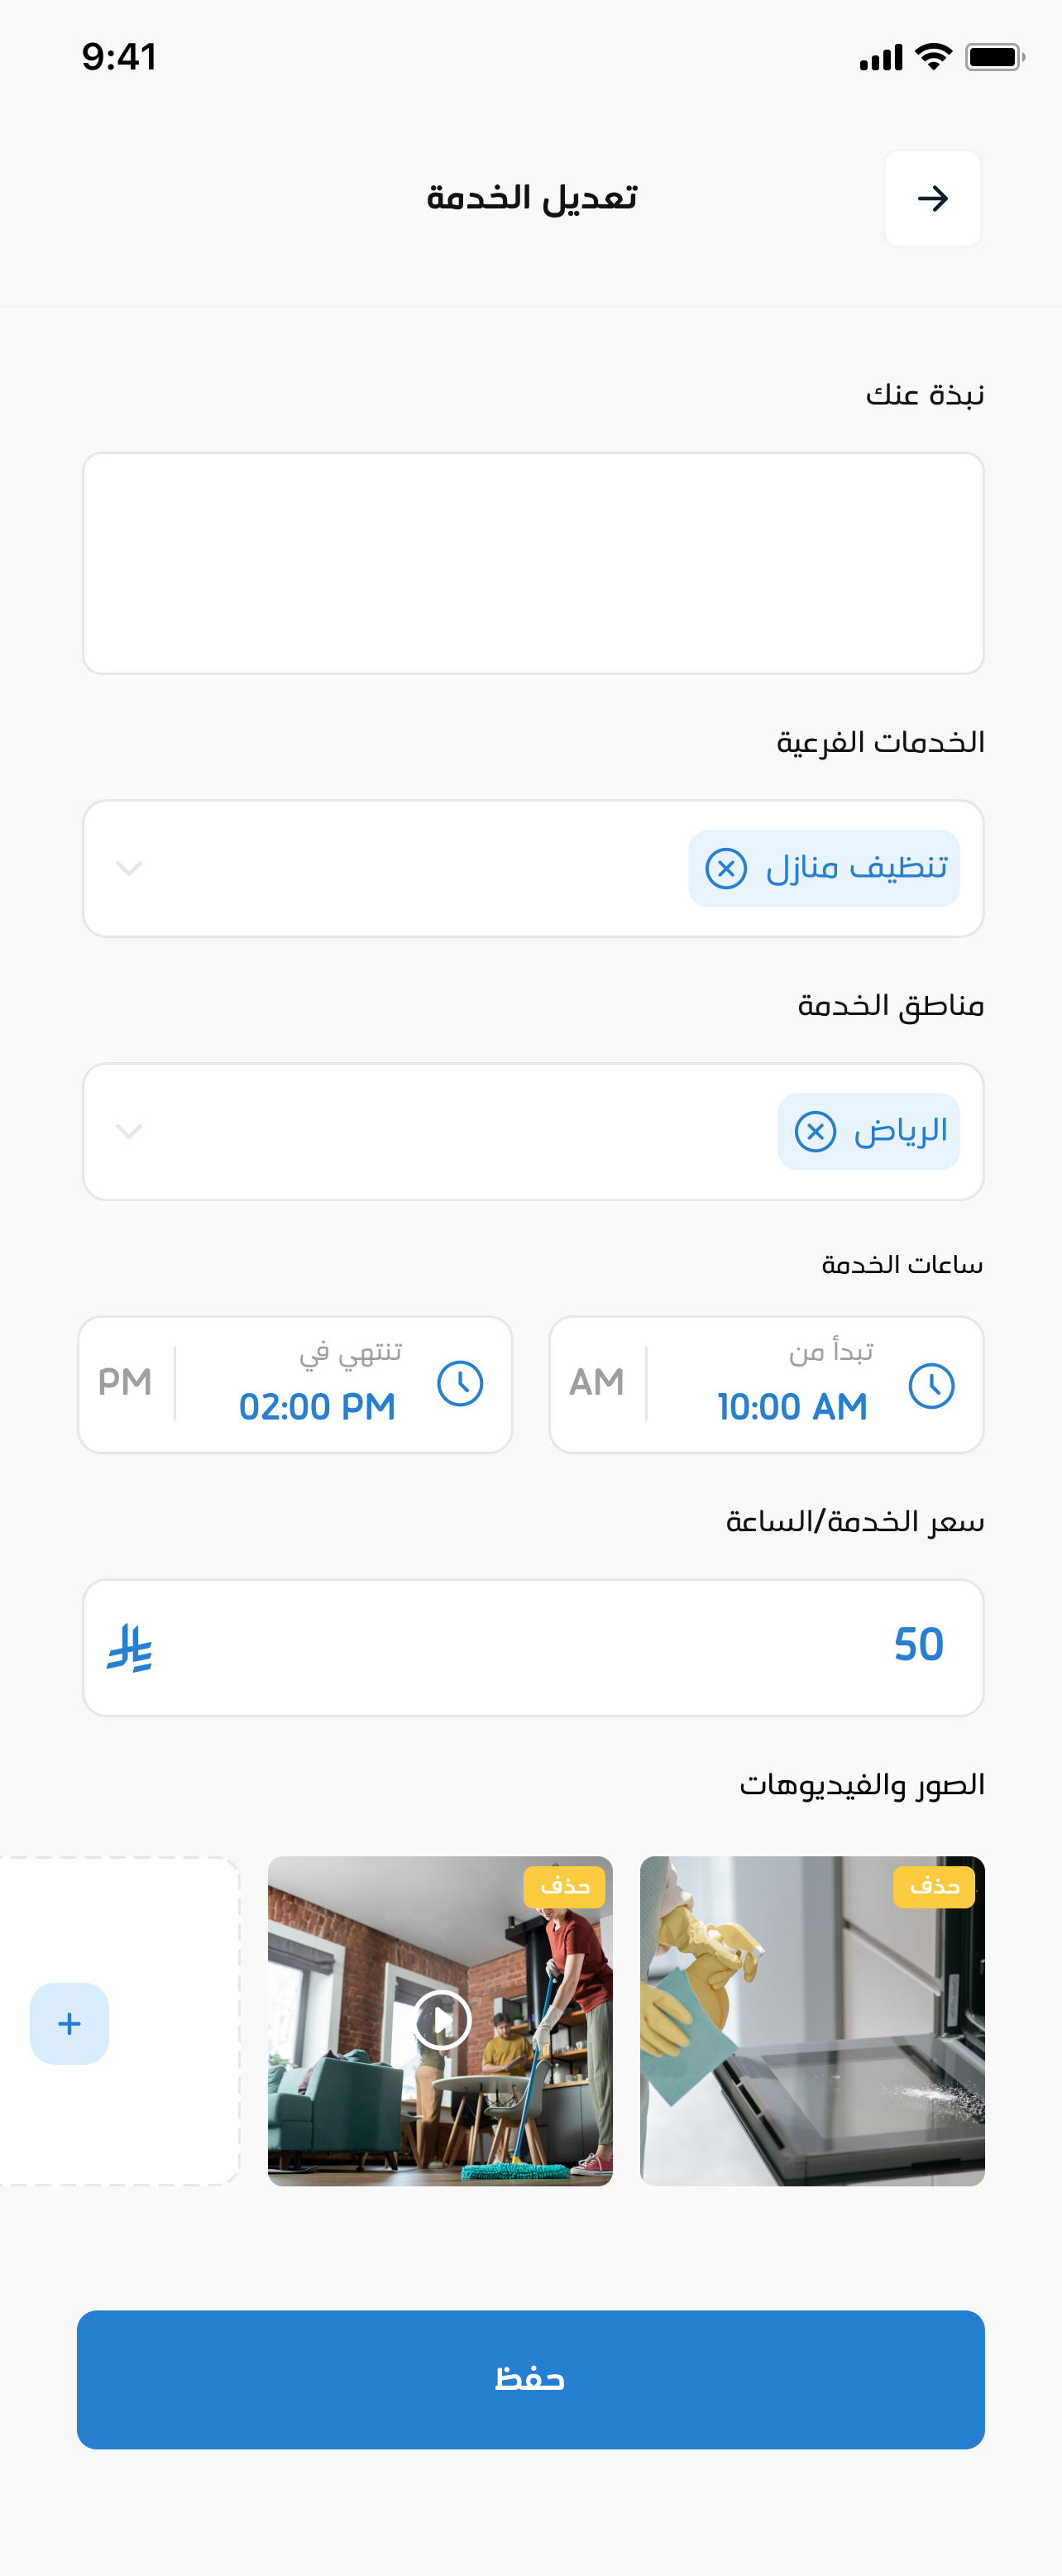 9:41
تعديل الخدمة
نبذة عنك
الخدمات الفرعية
تنظيف منازل
مناطق الخدمة
الرياض
ساعات الخدمة
تبدأ من
10:00 AM
AM
تنتهي في
02:00 PM
PM
سعر الخدمة/الساعة
50
الصور والفيديوهات
حذف
حذف
حفظ